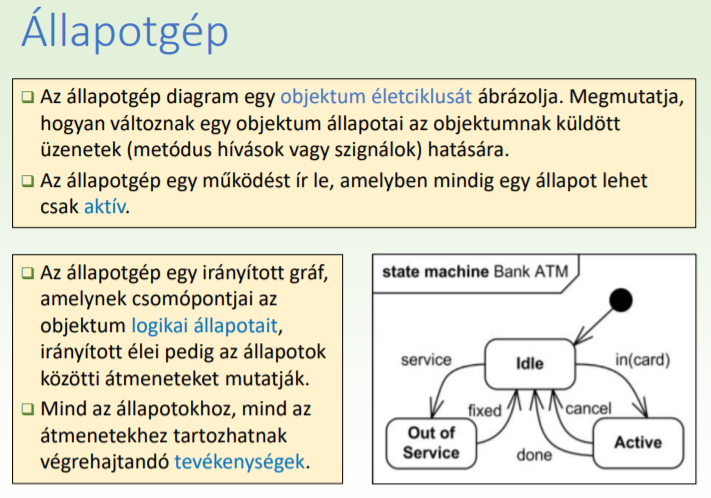 Állapotgép
❑ Az állapotgép diagram egy objektum életciklusát ábrázolja. Megmutatja,
hogyan változnak egy objektum állapotai az objektumnak küldött
üzenetek (metódus hívások vagy szignálok) hatására.
❑ Az állapotgép egy működést ír le, amelyben mindig egy állapot lehet
csak aktív.
❑ Az állapotgép egy irányított gráf,
amelynek csomópontjai az
objektum logikai állapotait,
irányított élei pedig az állapotok
közötti átmeneteket mutatják.
❑ Mind az állapotokhoz, mind az
átmenetekhez tartozhatnak
végrehajtandó tevékenységek.
state machine Bank ATM
service
Idle
in(card)
fixed
cancel
Out of
Service
done
Active